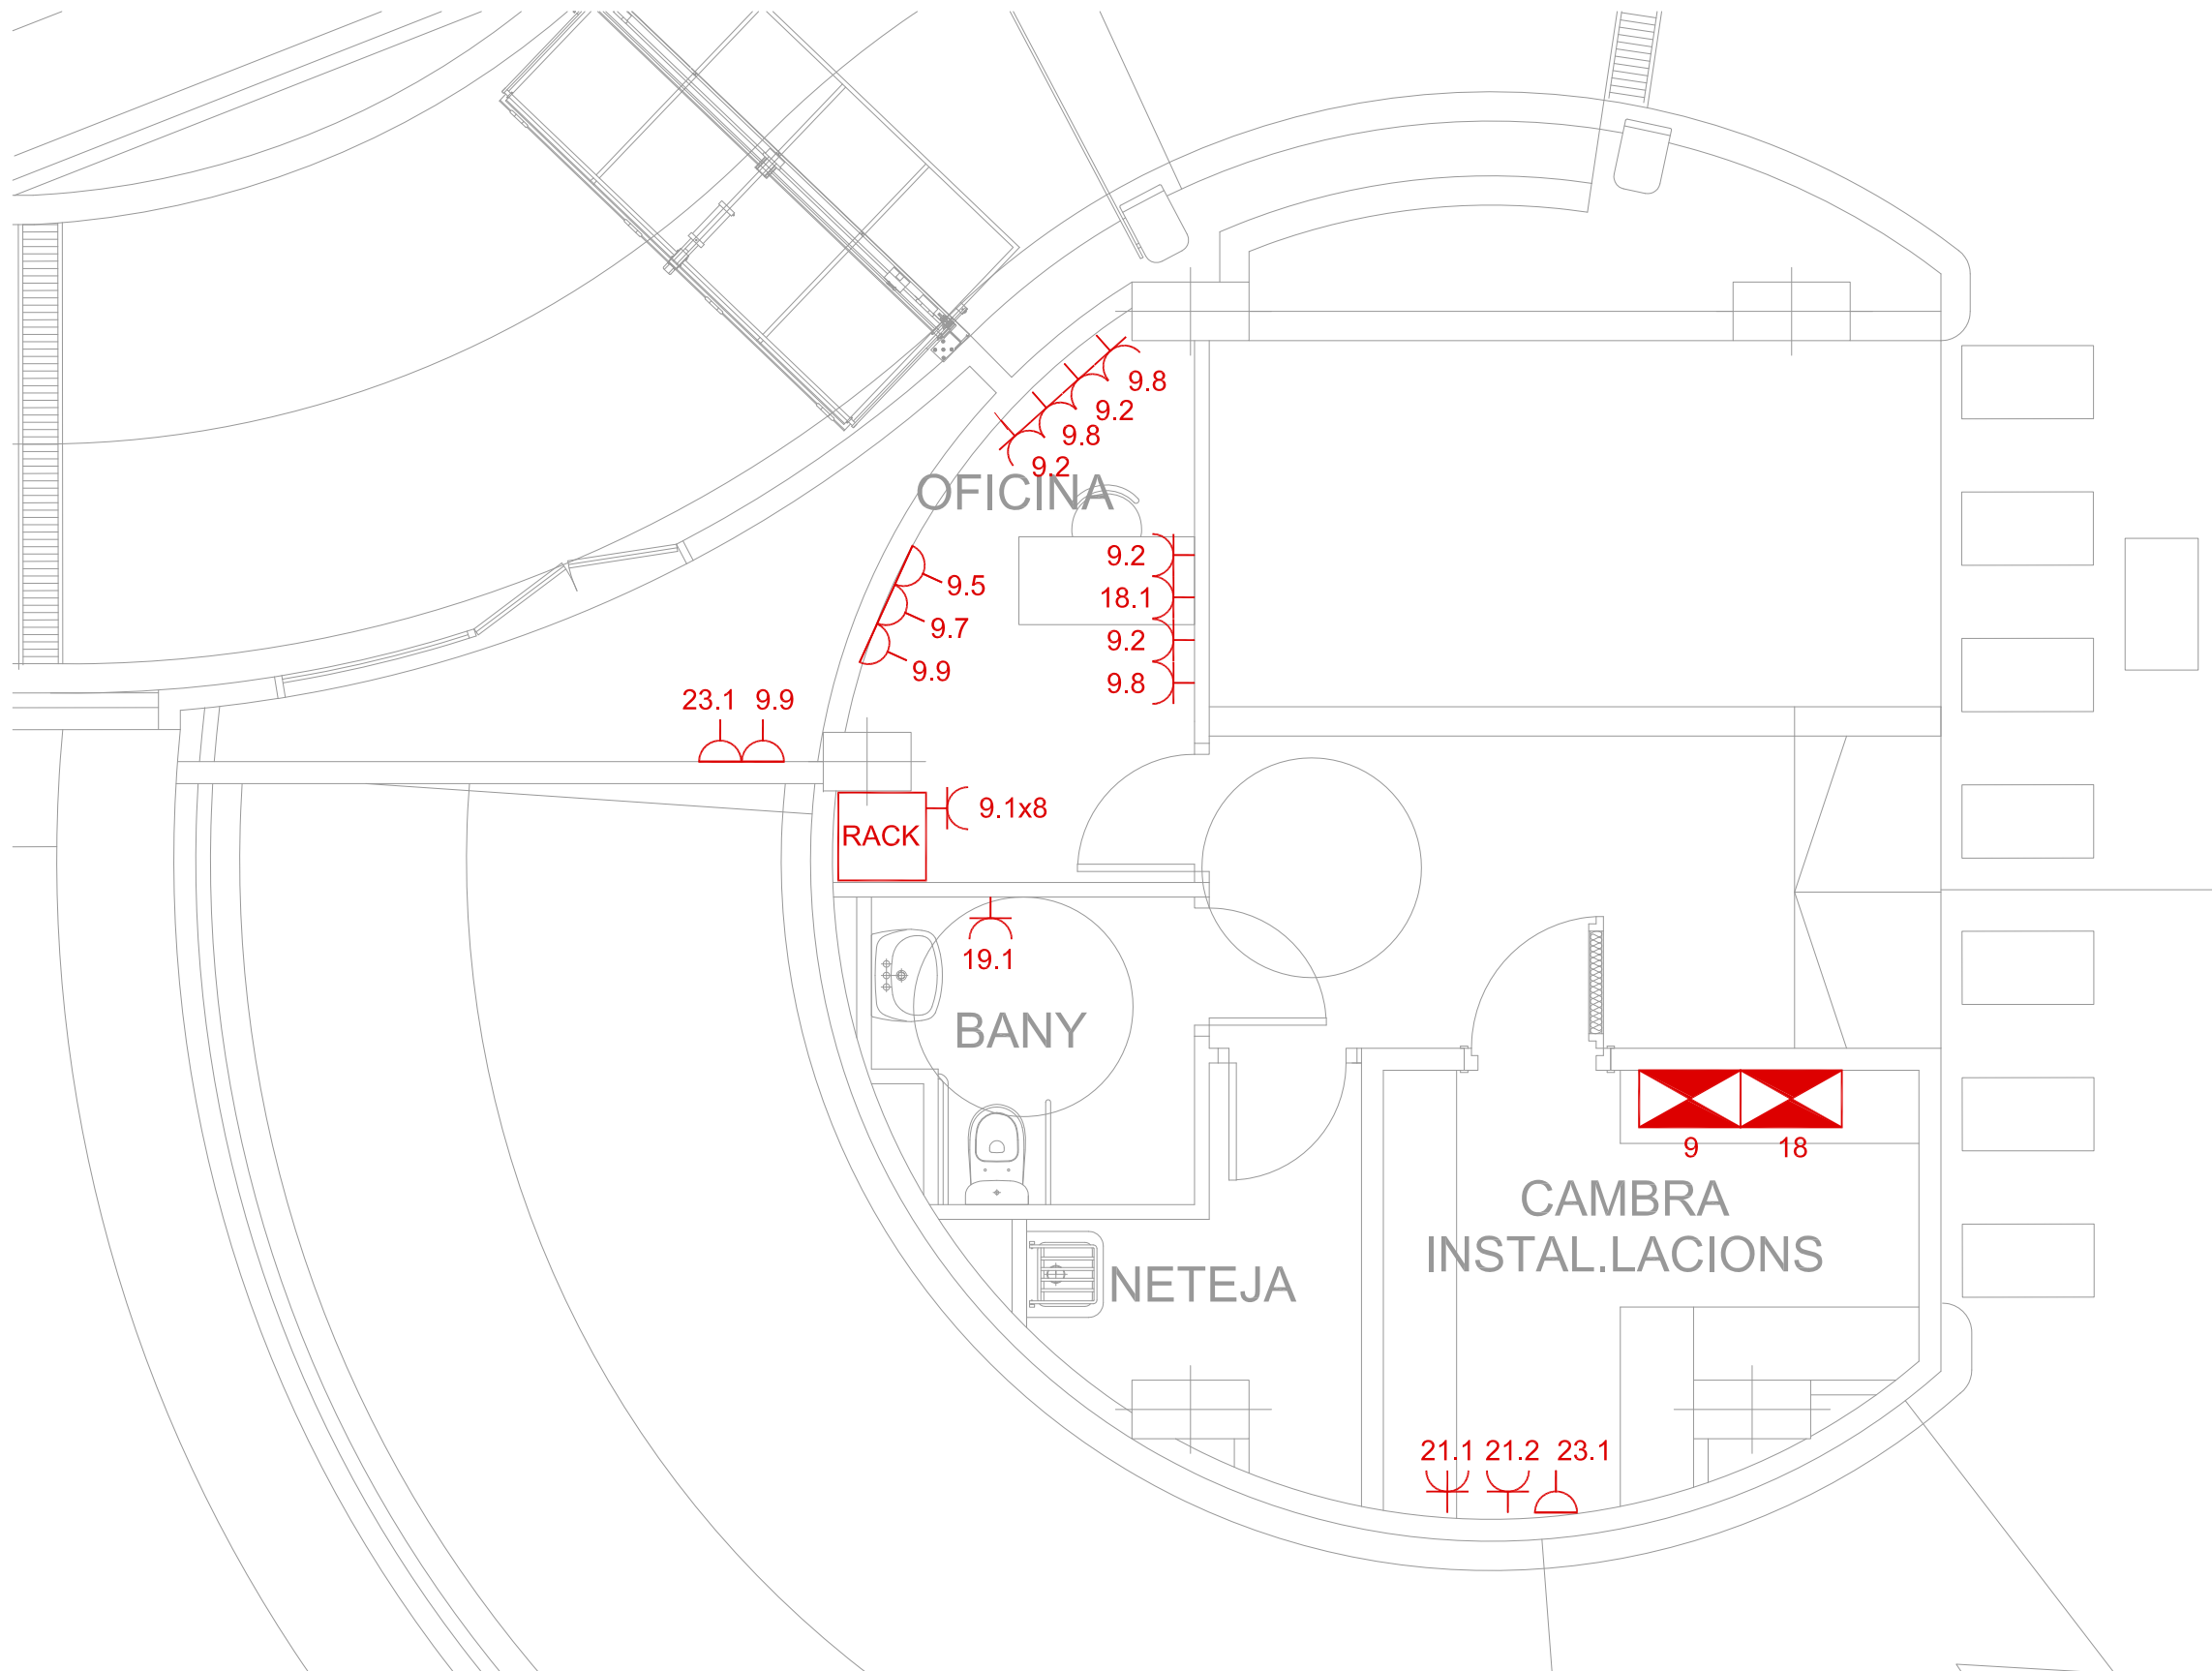 9.8
9.2
9.8
9.2
OFICINA
9.2
9.5
18.1
9.7
9.2
9.9
9.8
23.1 9.9
9.1x8
RACK
19.1
BANY
9 18
CAMBRA
INSTAL.LACIONS
NETEJA
21.1 21.2 23.1